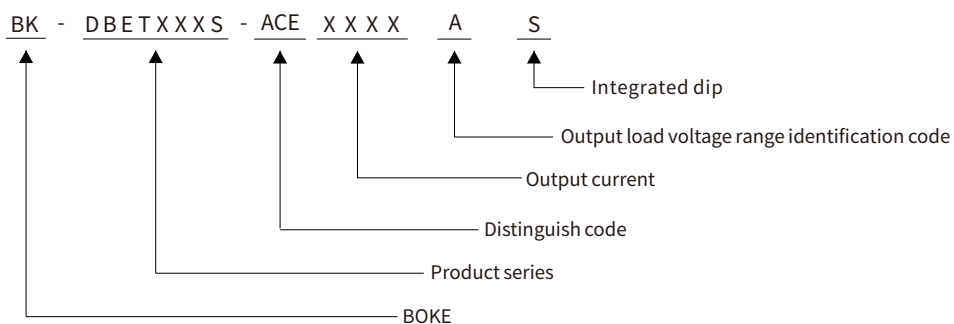 BK - DBETXXXS - ACE XXXX A S
Integrated dip
Output load voltage range identification code
Output current
Distinguish code
Product series
BOKE